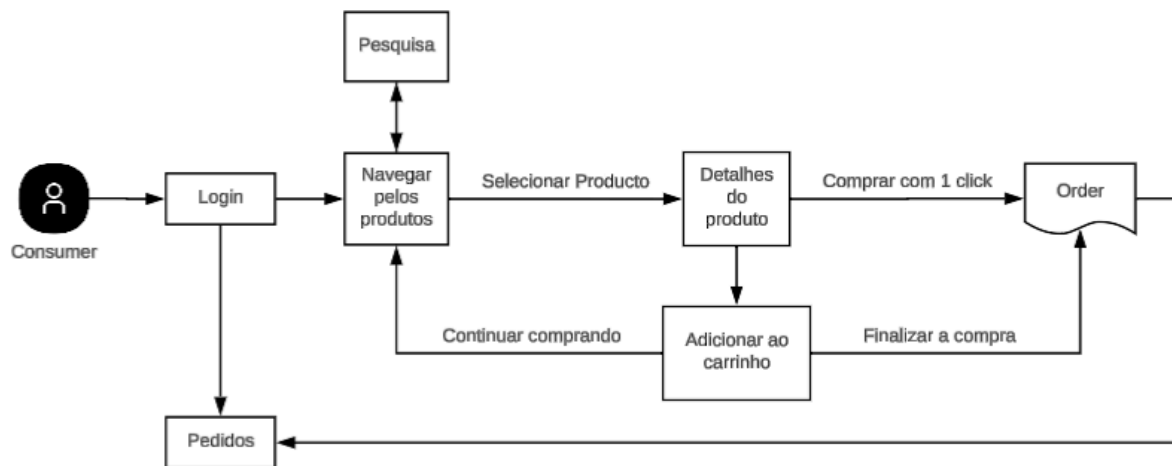 Pesquisa
Consumer
Login
Navegar
pelos
produtos
Selecionar Producto
Detalhes
do
produto
Comprar com 1 click
Order
Continuar comprando
Adicionar ao
carrinho
Finalizar a compra
Pedidos